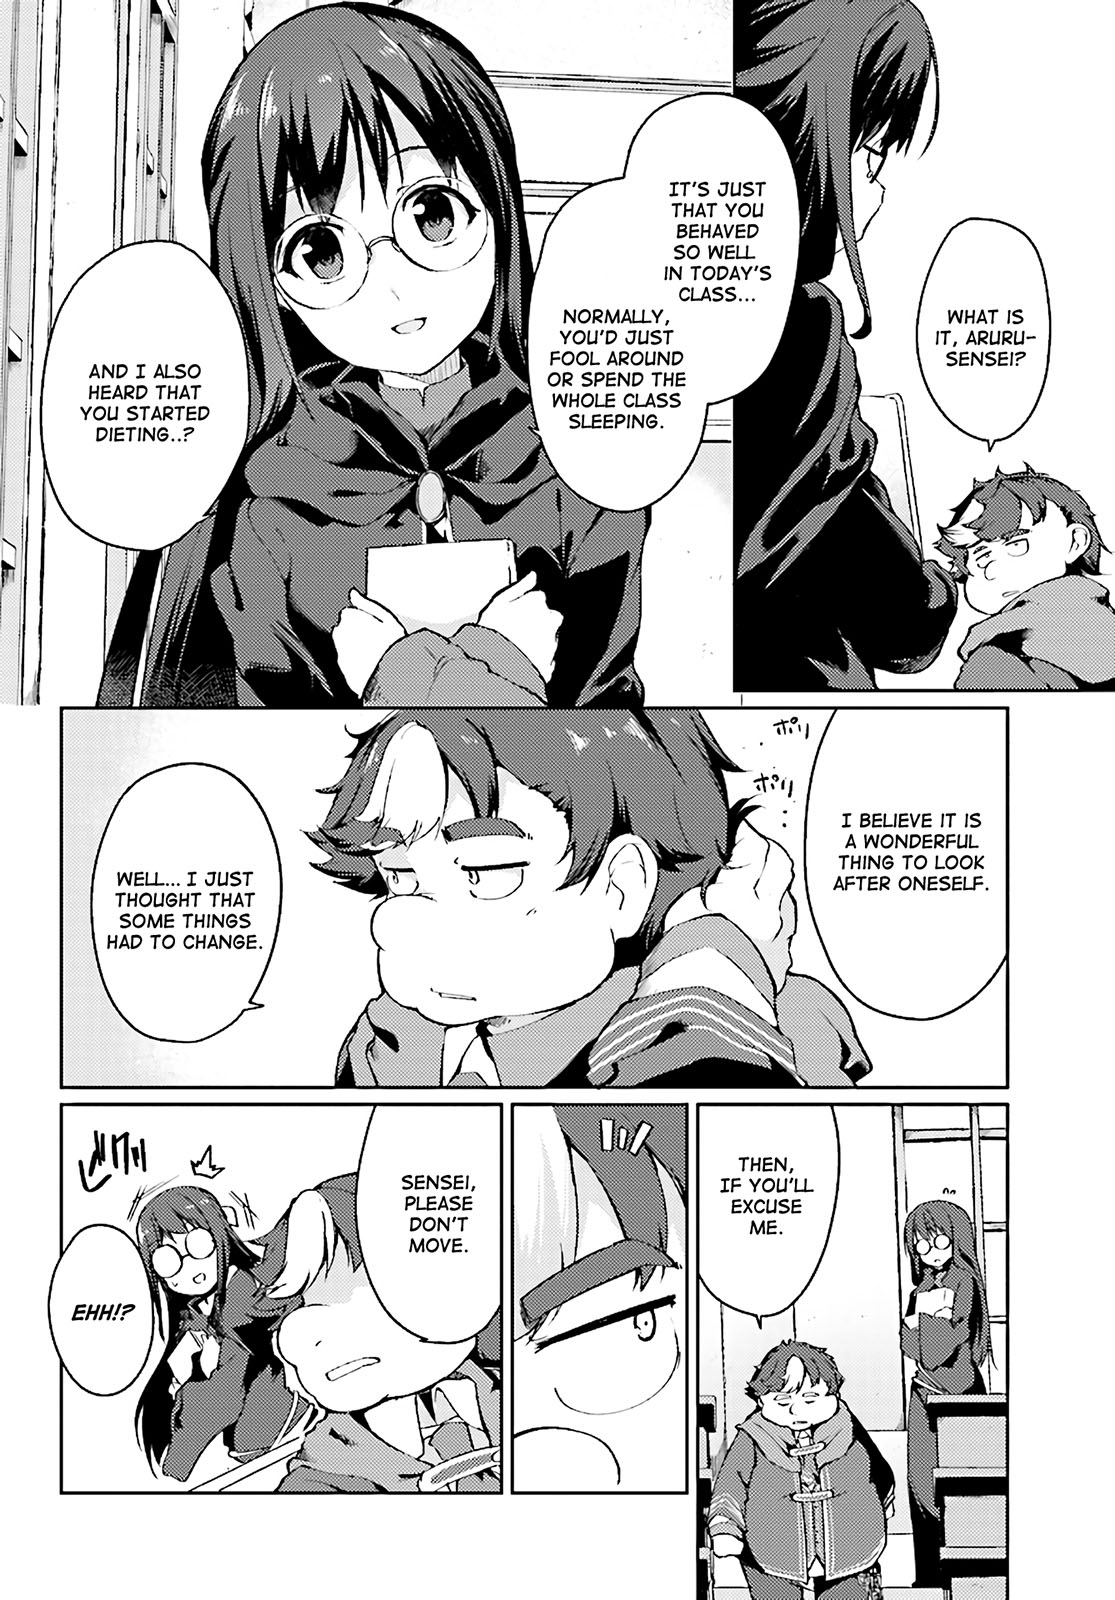 WHAT IS
IT, ARURU-
SENSEI?
IT'S JUST
THAT YOU
BEHAVED
SO WELL
IN TODAY'S
CLASS...
NORMALLY,
YOU'D JUST
FOOL AROUND
OR SPEND THE
WHOLE CLASS
SLEEPING.
AND I ALSO
HEARD THAT
YOU STARTED
DIETING..?
I BELIEVE IT IS
A WONDERFUL
THING TO LOOK
AFTER ONESELF.
ポリ
ポリ
WELL... I JUST
THOUGHT THAT
SOME THINGS
HAD TO CHANGE.
THEN,
IF YOU'LL
EXCUSE
ME.
SENSEI,
PLEASE
DON'T
MOVE.
EHH!?